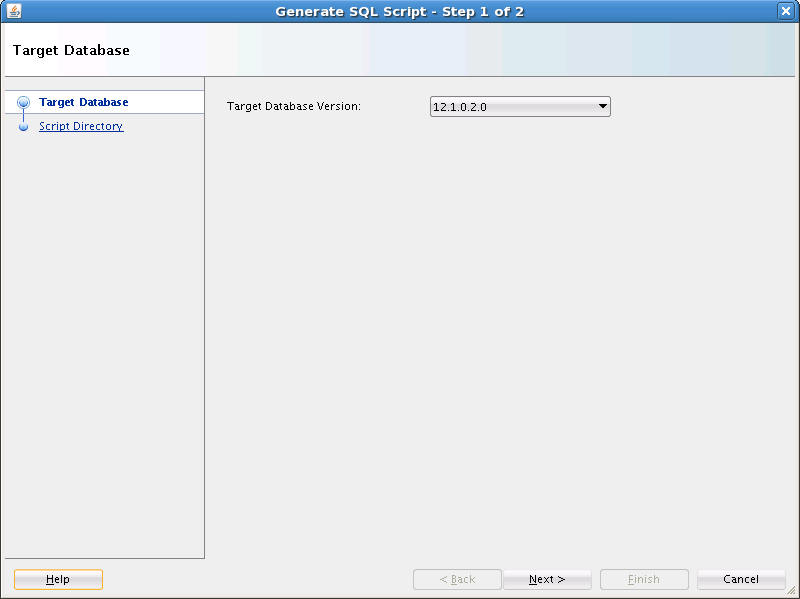 Generate SQL Script - Step 1 of 2
Target Database
Target Database
Script Directory
Target Database Version: 12.1.0.2.0
Help < Back Next > Finish Cancel